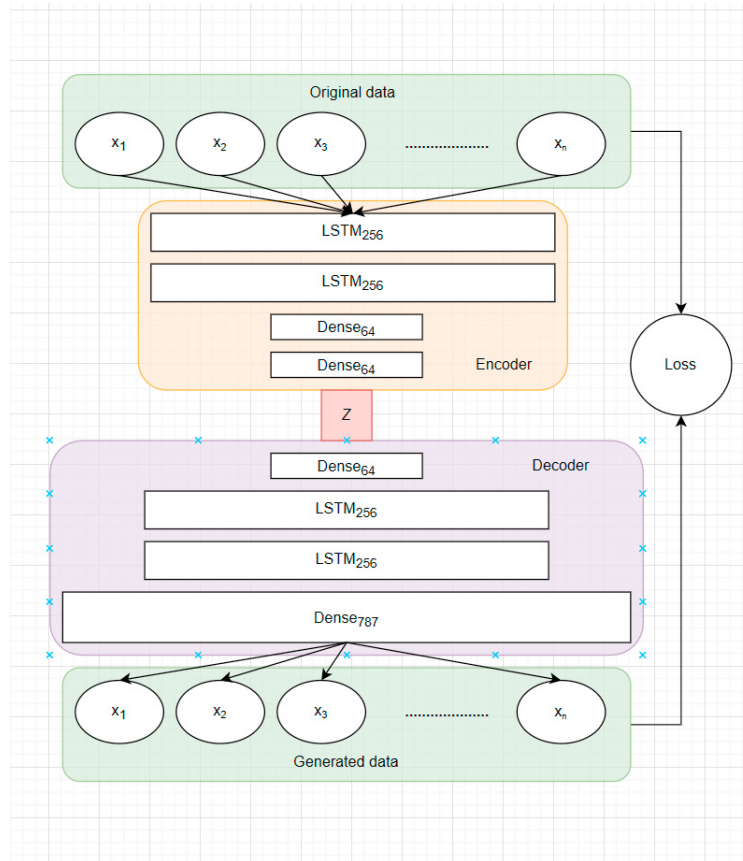 Original data
x₁ x₂ x₃ ..................... xₙ
LSTM₂₅₆
LSTM₂₅₆
Dense₆₄
Dense₆₄
Encoder
Loss
Z
Dense₆₄
Decoder
LSTM₂₅₆
LSTM₂₅₆
Dense₇₈₇
x₁ x₂ x₃ ..................... xₙ
Generated data